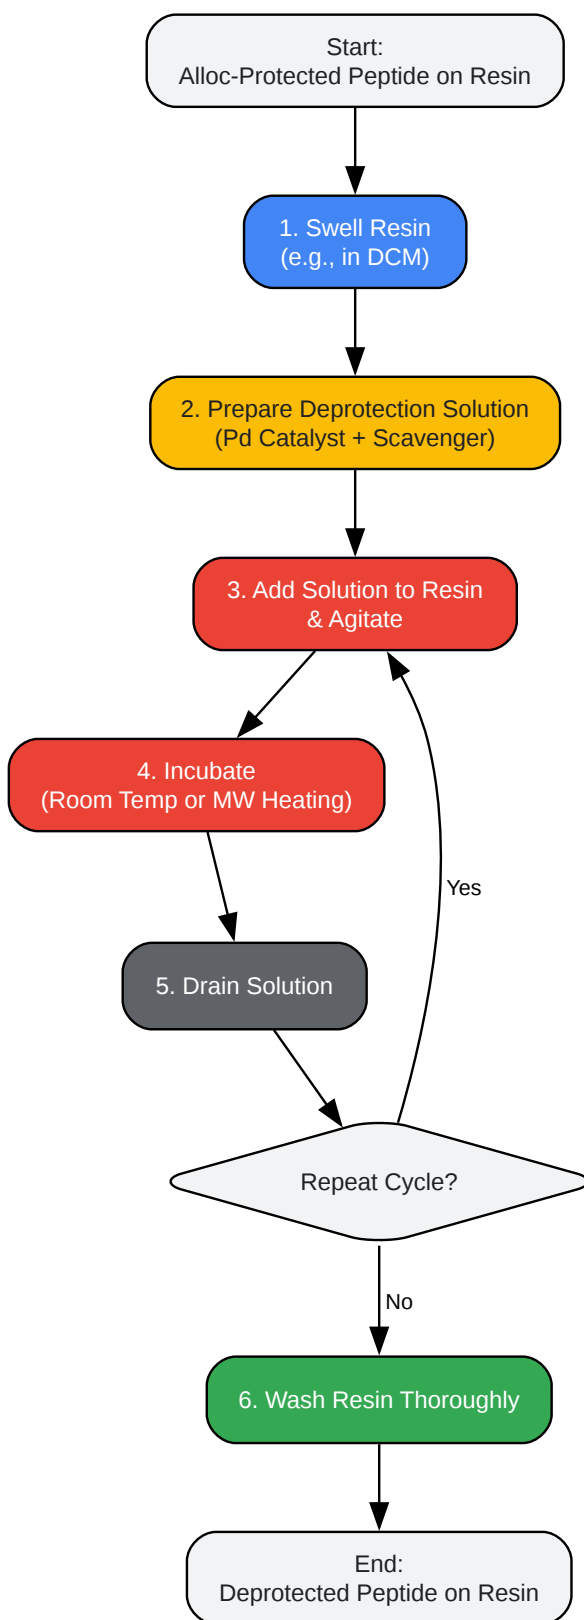 Start:
Alloc-Protected Peptide on Resin
1. Swell Resin
(e.g., in DCM)
2. Prepare Deprotection Solution
(Pd Catalyst + Scavenger)
3. Add Solution to Resin
& Agitate
4. Incubate
(Room Temp or MW Heating)
Yes
5. Drain Solution
Repeat Cycle?
No
6. Wash Resin Thoroughly
End:
Deprotected Peptide on Resin